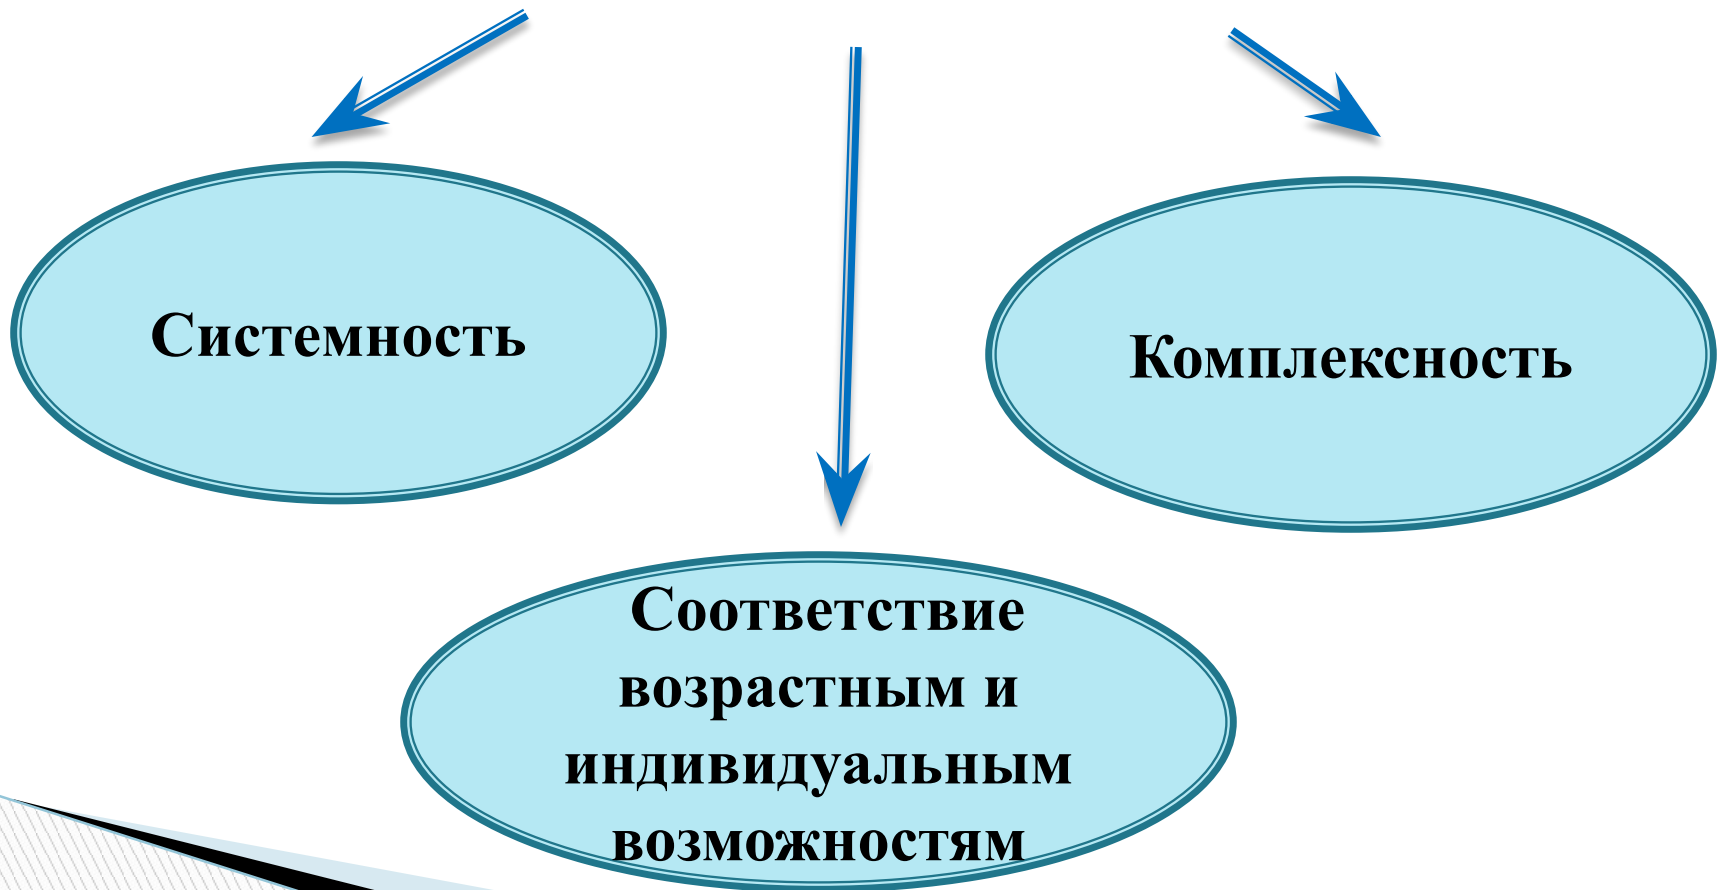 Системность
Комплексность
Соответствие
возрастным и
индивидуальным
возможностям